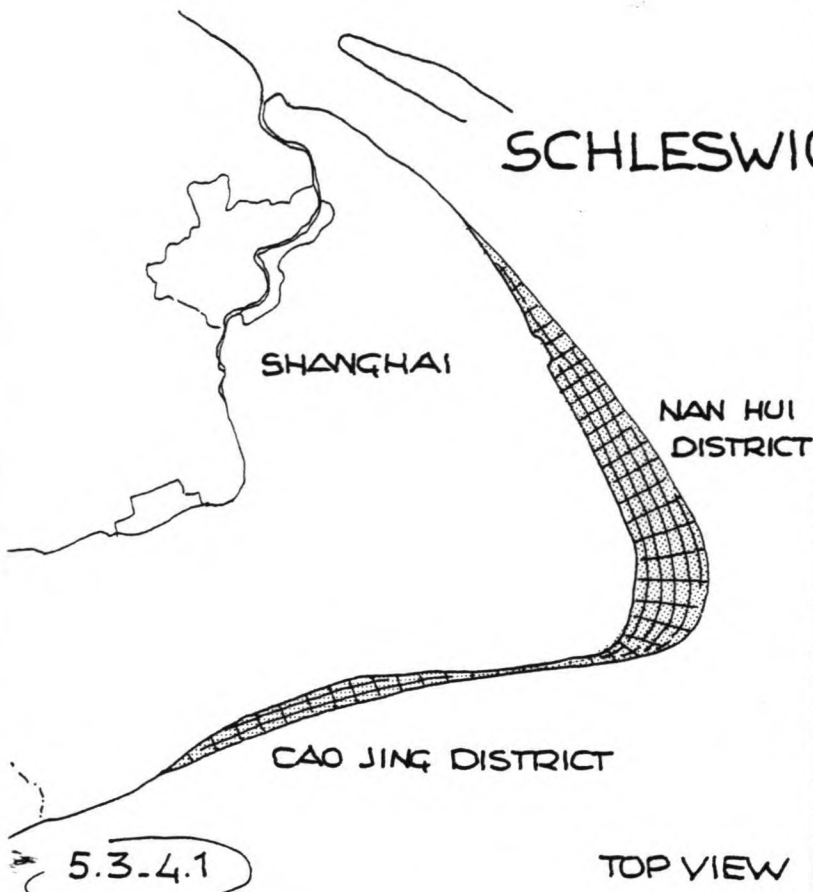 SCHLESWIG
SHANGHAI
NAN HUI
DISTRICT
CAO JING DISTRICT
5.3-4.1
TOP VIEW